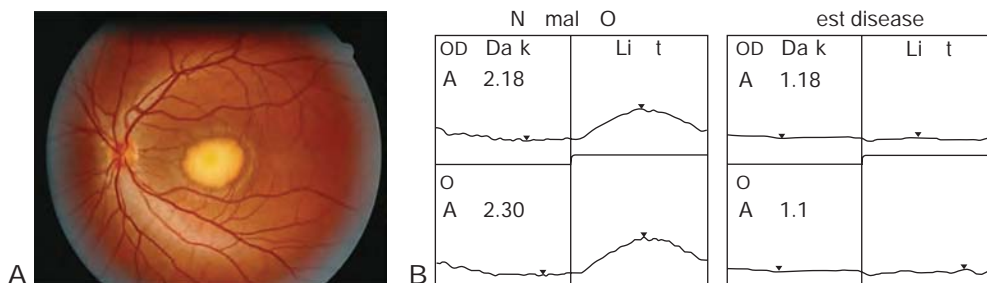 N mal O
OD Da k Li t
A 2.18
O
A 2.30
est disease
OD Da k Li t
A 1.18
O
A 1.1
A
B